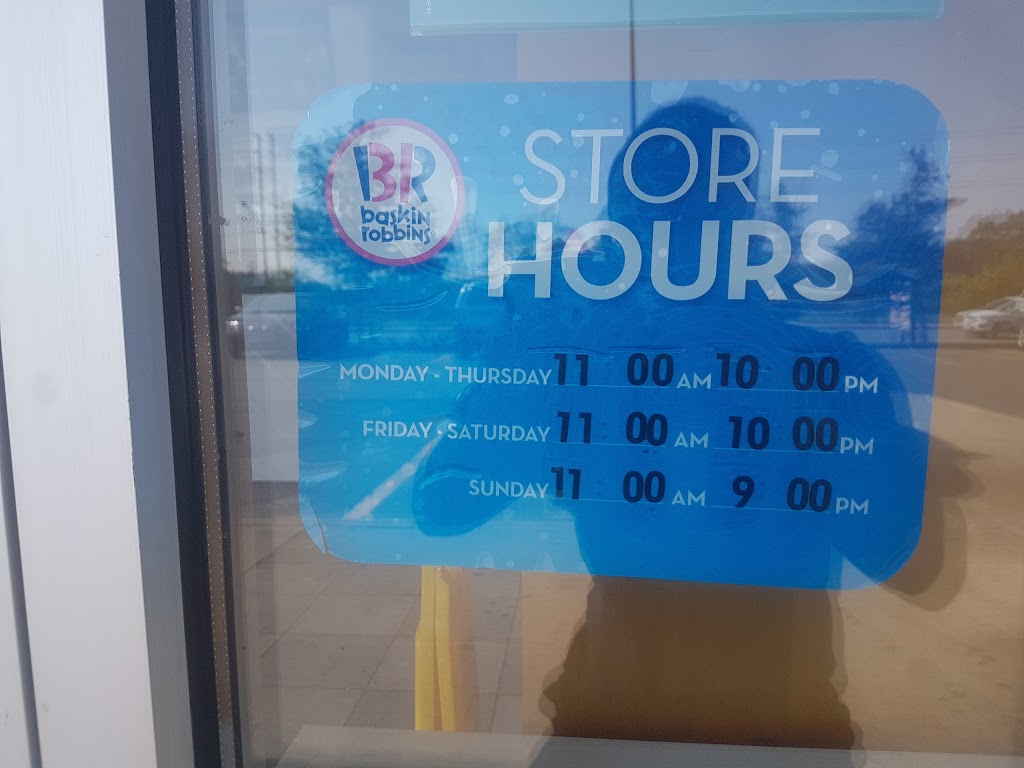 BR
baskin
robbins
STORE
HOURS
MONDAY - THURSDAY 11 00 AM 10 00 PM
FRIDAY - SATURDAY 11 00 AM 10 00 PM
SUNDAY 11 00 AM 9 00 PM